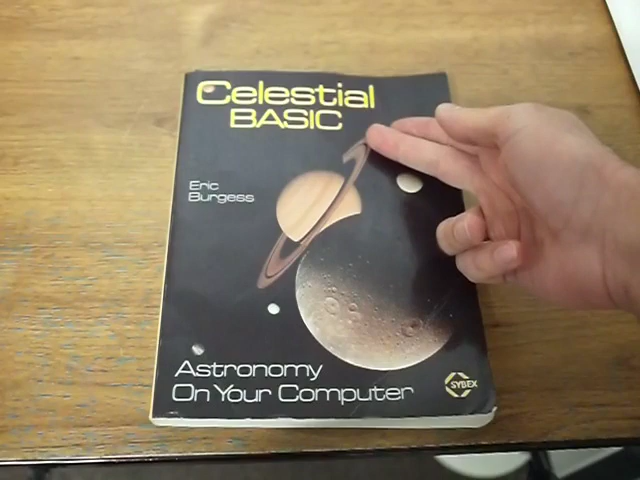 Celestial
BASIC
Eric
Burgess
Astronomy
On Your Computer
SYBEX